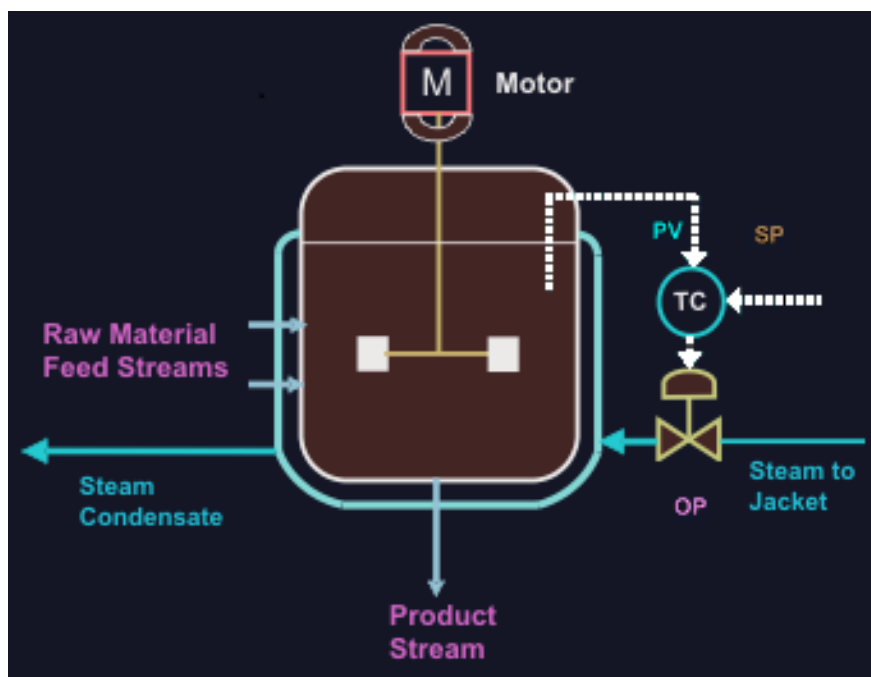 M
Motor
PV
SP
TC
Raw Material
Feed Streams
Steam
Condensate
Steam to
Jacket
OP
Product
Stream